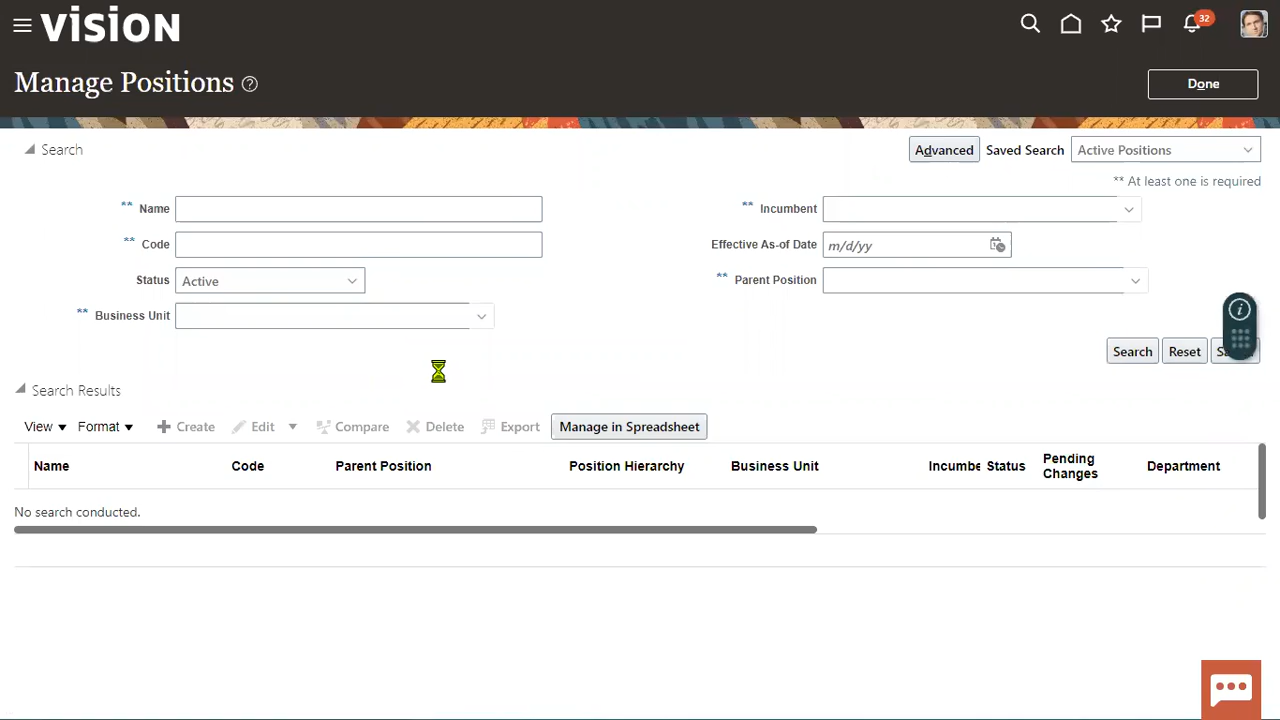 vision
32
Manage Positions
Done
Search
Advanced
Saved Search
Active Positions
** At least one is required
** Name
** Incumbent
** Code
Effective As-of Date
m/d/yy
Status
Active
** Parent Position
** Business Unit
Search
Reset
Search Results
View
Format
Create
Edit
Compare
Delete
Export
Manage in Spreadsheet
Name
Code
Parent Position
Position Hierarchy
Business Unit
Incumbe
Status
Pending
Changes
Department
No search conducted.